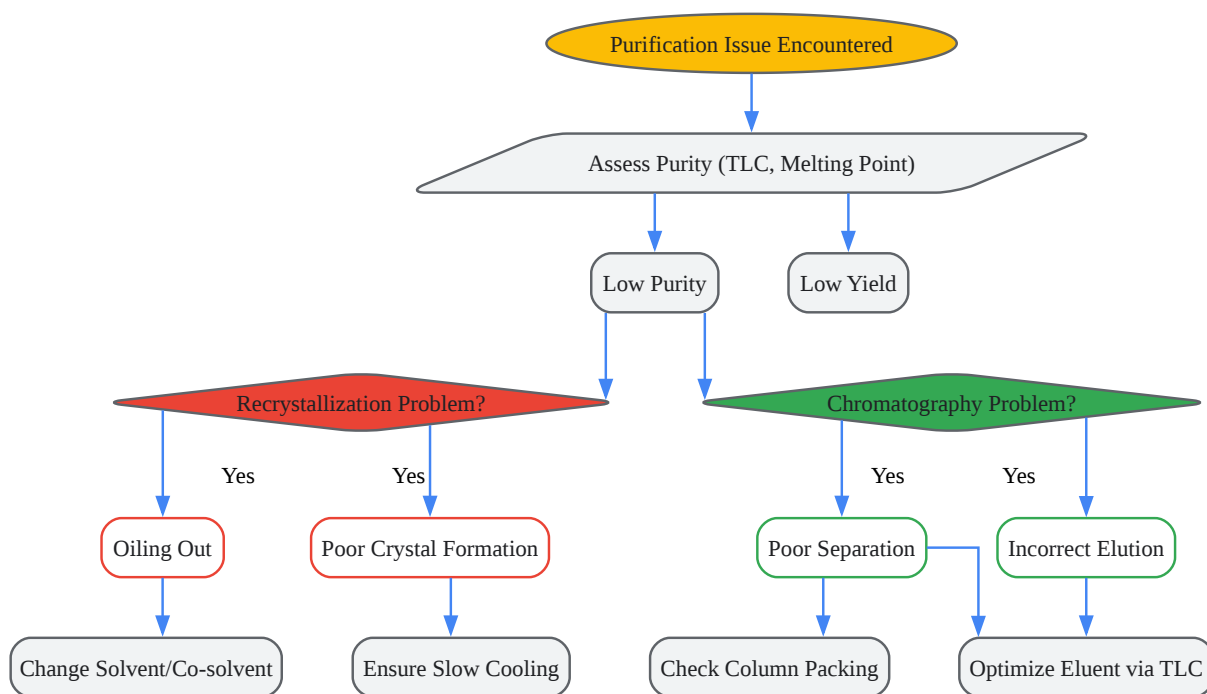 Purification Issue Encountered
Assess Purity (TLC, Melting Point)
Low Purity
Low Yield
Recrystallization Problem?
Chromatography Problem?
Yes
Yes
Yes
Yes
Oiling Out
Poor Crystal Formation
Poor Separation
Incorrect Elution
Change Solvent/Co-solvent
Ensure Slow Cooling
Check Column Packing
Optimize Eluent via TLC